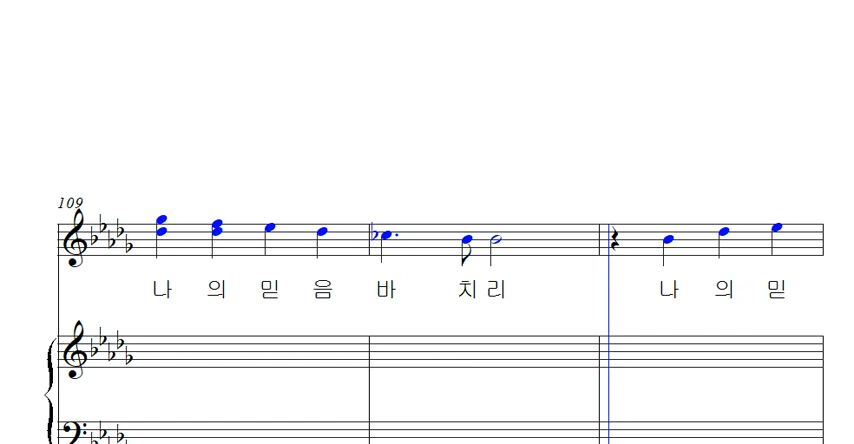 109
나 의 믿 음 바 치 리 나 의 믿